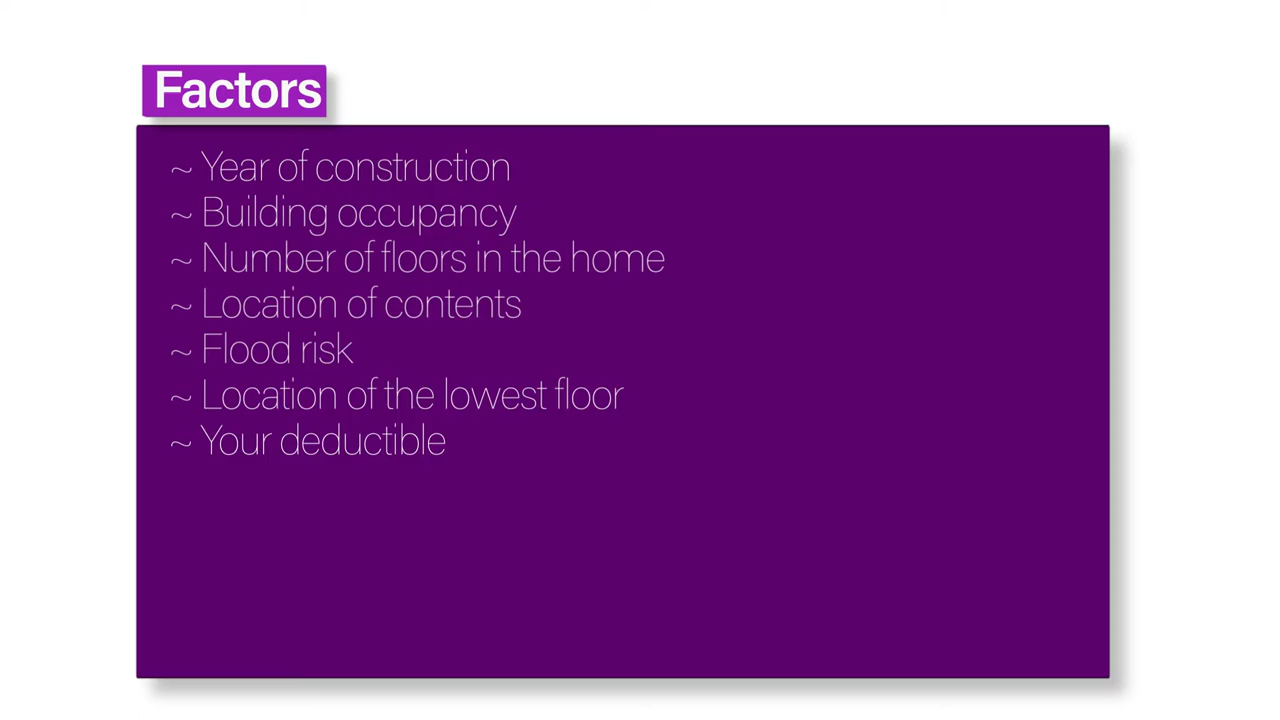 Factors
~ Year of construction
~ Building occupancy
~ Number of floors in the home
~ Location of contents
~ Flood risk
~ Location of the lowest floor
~ Your deductible